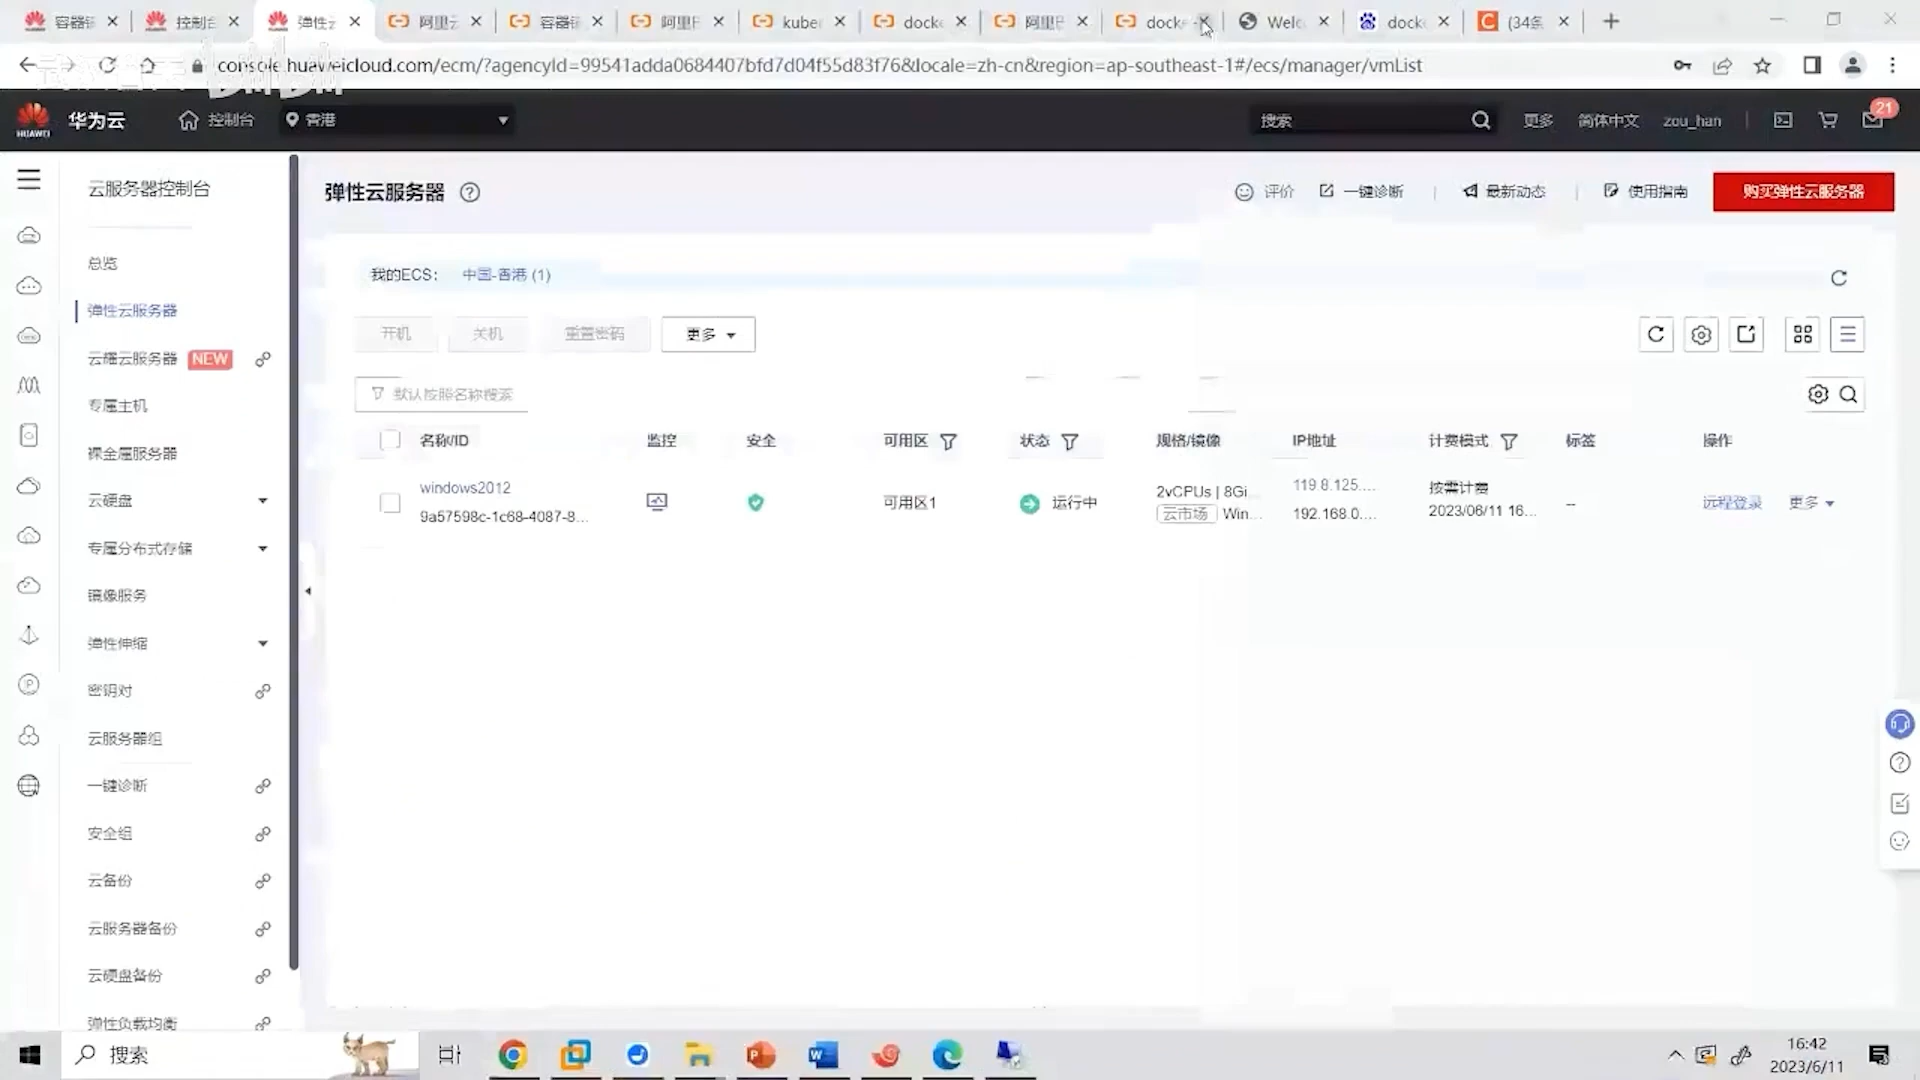 容器镜 控制台 弹性云 阿里云 容器镜 阿里巴 kuber docke 阿里巴 docke Welc docke (34条
console.huaweicloud.com/ecm/?agencyId=99541adda0684407bfd7d04f55d83f76&locale=zh-cn&region=ap-southeast-1#/ecs/manager/vmList
HUAWEI 华为云 控制台 香港 搜索 更多 简体中文 zou_han 21
云服务器控制台
总览
弹性云服务器
云耀云服务器 NEW
专属主机
裸金属服务器
云硬盘
专属分布式存储
镜像服务
弹性伸缩
密钥对
云服务器组
一键诊断
安全组
云备份
云服务器备份
云硬盘备份
弹性负载均衡
弹性云服务器
评价 一键诊断 最新动态 使用指南 购买弹性云服务器
我的ECS: 中国-香港 (1)
开机 关机 重置密码 更多
默认按照名称搜索
名称/ID 监控 安全 可用区 状态 规格/镜像 IP地址 计费模式 标签 操作
windows2012
9a57598c-1c68-4087-8...
可用区1
运行中
2vCPUs | 8Gi...
云市场 Win...
119.8.125....
192.168.0....
按需计费
2023/06/11 16...
--
远程登录 更多
搜索
16:42
2023/6/11